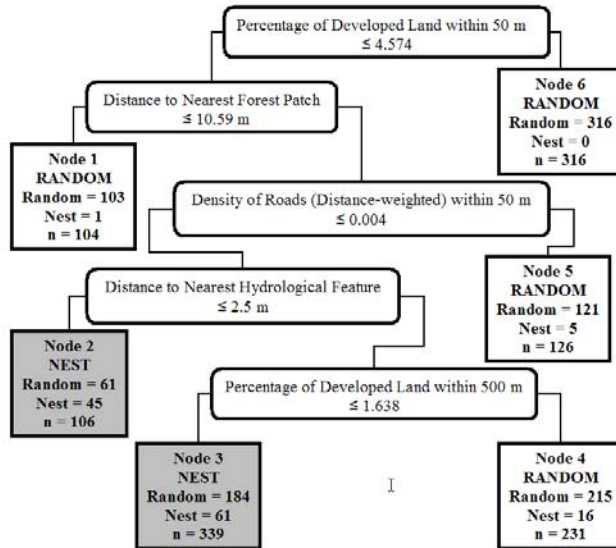 Percentage of Developed Land within 50 m
≤ 4.574
Distance to Nearest Forest Patch
≤ 10.59 m
Node 6
RANDOM
Random = 316
Nest = 0
n = 316
Node 1
RANDOM
Random = 103
Nest = 1
n = 104
Density of Roads (Distance-weighted) within 50 m
≤ 0.004
Distance to Nearest Hydrological Feature
≤ 2.5 m
Node 5
RANDOM
Random = 121
Nest = 5
n = 126
Node 2
NEST
Random = 61
Nest = 45
n = 106
Percentage of Developed Land within 500 m
≤ 1.638
Node 3
NEST
Random = 184
Nest = 61
n = 339
Node 4
RANDOM
Random = 215
Nest = 16
n = 231